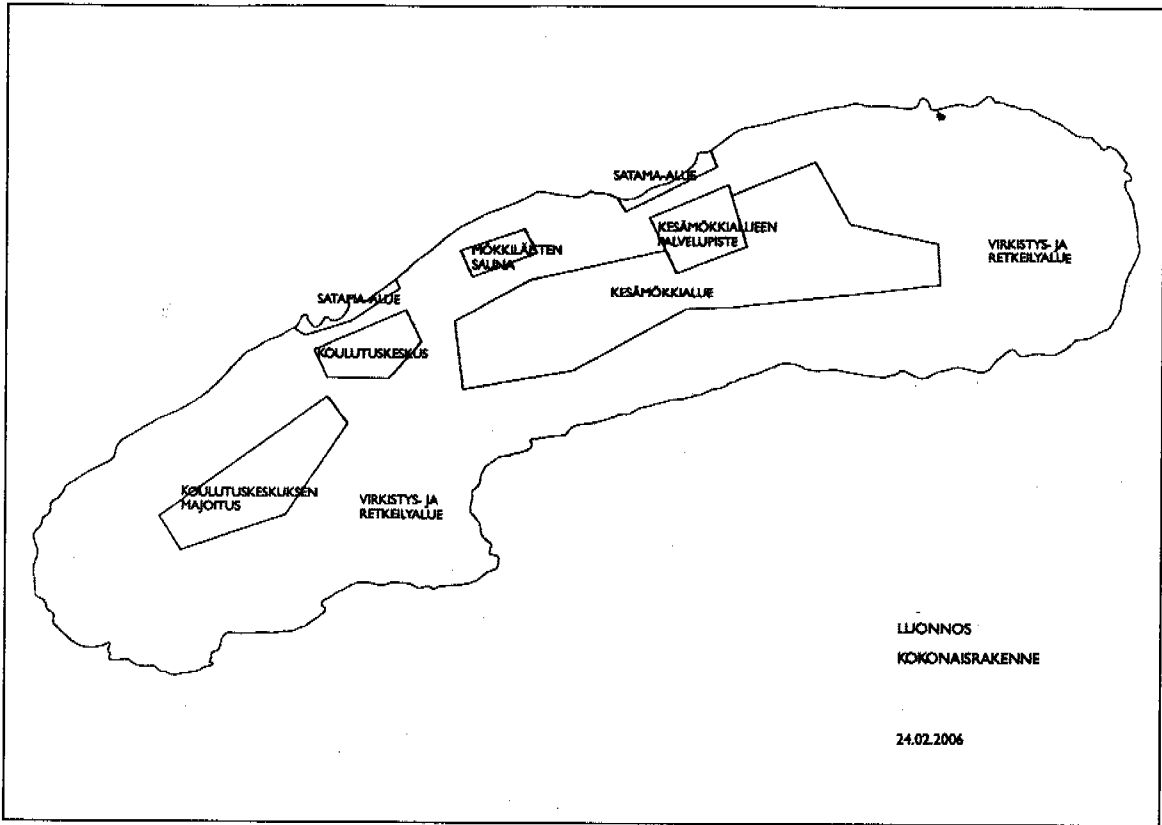 SATAMA-ALUE
KESÄMÖKKIALUEEN
PALVELUPISTE
MÖKKILÄISTEN
SAUNA
VIRKISTYS- JA
RETKEILYALUE
KESÄMÖKKIALUE
SATAMA-ALUE
KOULUTUSKESKUS
KOULUTUSKESKUKSEN
MAJOITUS
VIRKISTYS- JA
RETKEILYALUE
LUONNOS
KOKONAISRAKENNE
24.02.2006